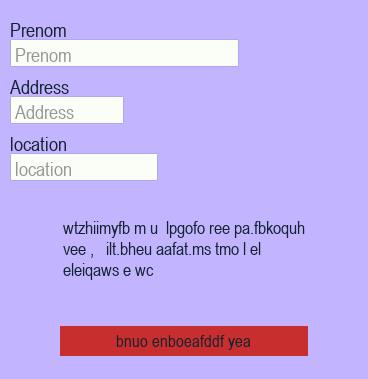 Prenom
Prenom
Address
Address
location
location
wtzhiimyfb m u lpgofo ree pa.fbkoquh
vee , ilt.bheu aafat.ms tmo l el
eleiqaws e wc
bnuo enboeafddf yea